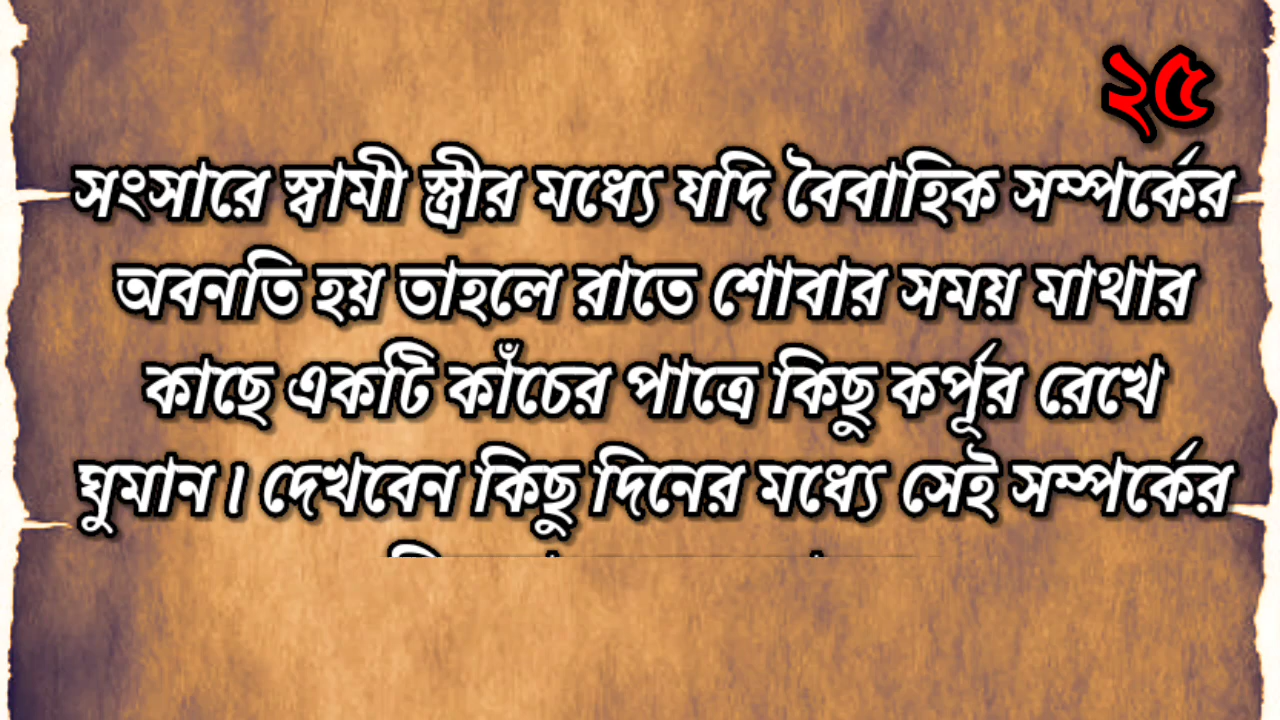 ২৫
সংসারে স্বামী স্ত্রীর মধ্যে যদি বৈবাহিক সম্পর্কের
অবনতি হয় তাহলে রাতে শোবার সময় মাথার
কাছে একটি কাঁচের পাত্রে কিছু কর্পূর রেখে
ঘুমান। দেখবেন কিছু দিনের মধ্যে সেই সম্পর্কের